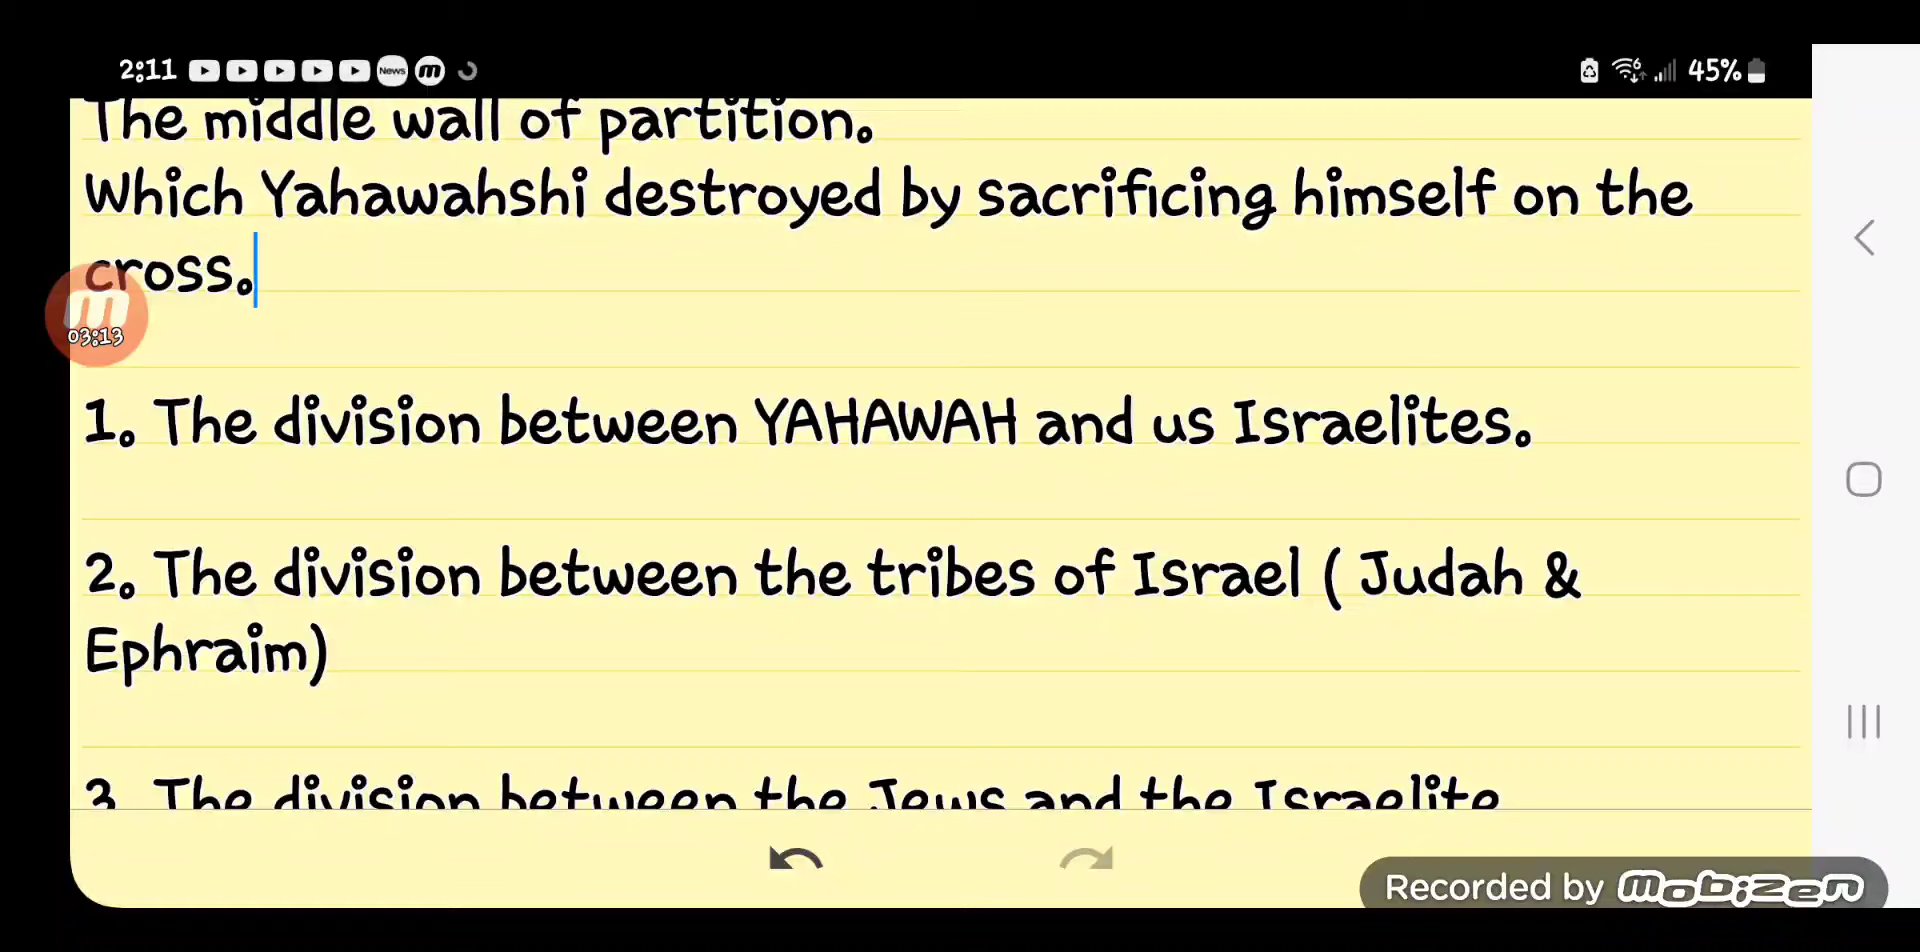 2:11 News 45%
The middle wall of partition.
Which Yahawahshi destroyed by sacrificing himself on the
cross.
03:13
1. The division between YAHAWAH and us Israelites.
2. The division between the tribes of Israel ( Judah &
Ephraim)
3. The division between the Jews and the Israelite
Recorded by Mobizen